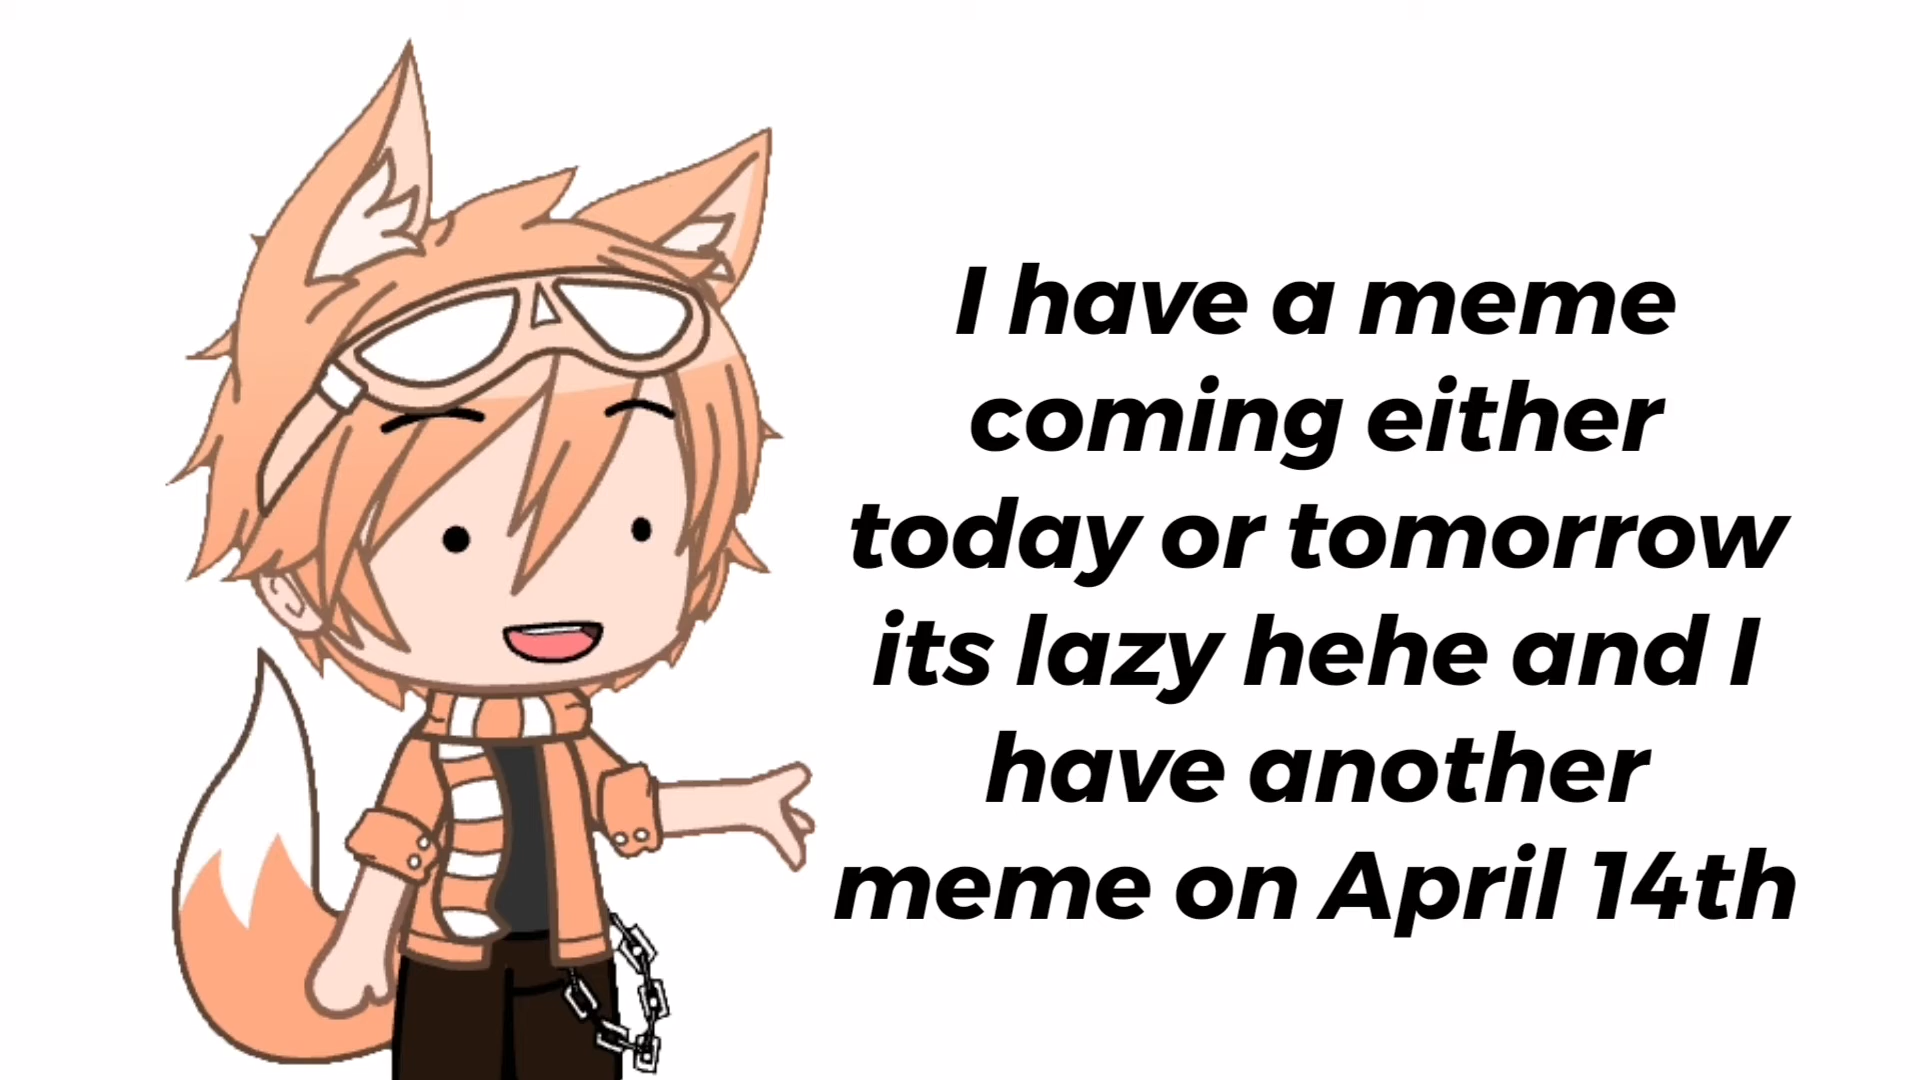 I have a meme
coming either
today or tomorrow
its lazy hehe and I
have another
meme on April 14th